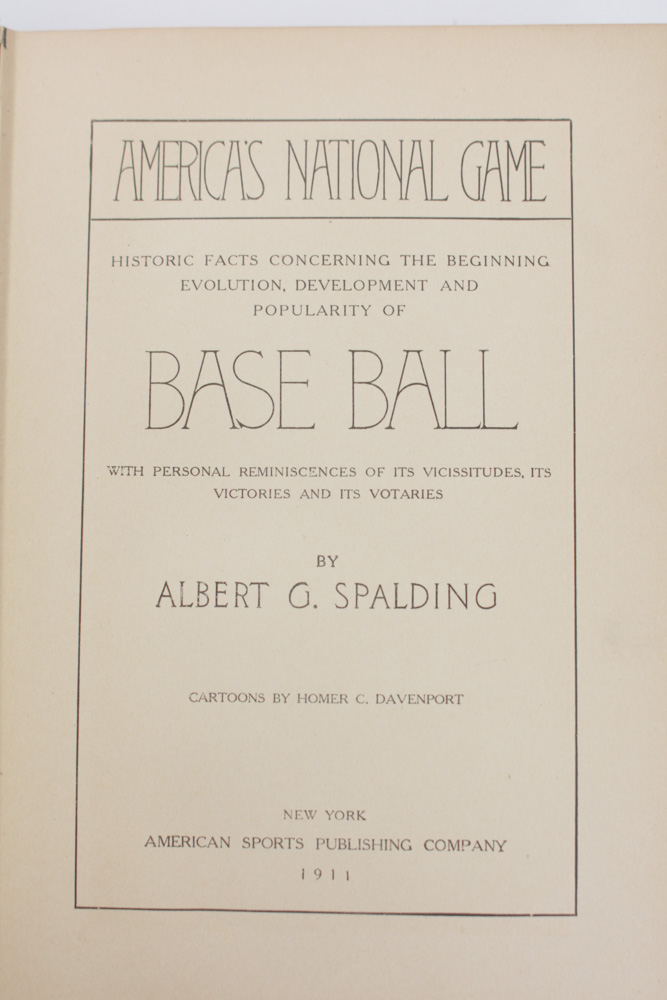 AMERICA'S NATIONAL GAME
HISTORIC FACTS CONCERNING THE BEGINNING
EVOLUTION, DEVELOPMENT AND
POPULARITY OF
BASE BALL
WITH PERSONAL REMINISCENCES OF ITS VICISSITUDES, ITS
VICTORIES AND ITS VOTARIES
BY
ALBERT G. SPALDING
CARTOONS BY HOMER C. DAVENPORT
NEW YORK
AMERICAN SPORTS PUBLISHING COMPANY
1911